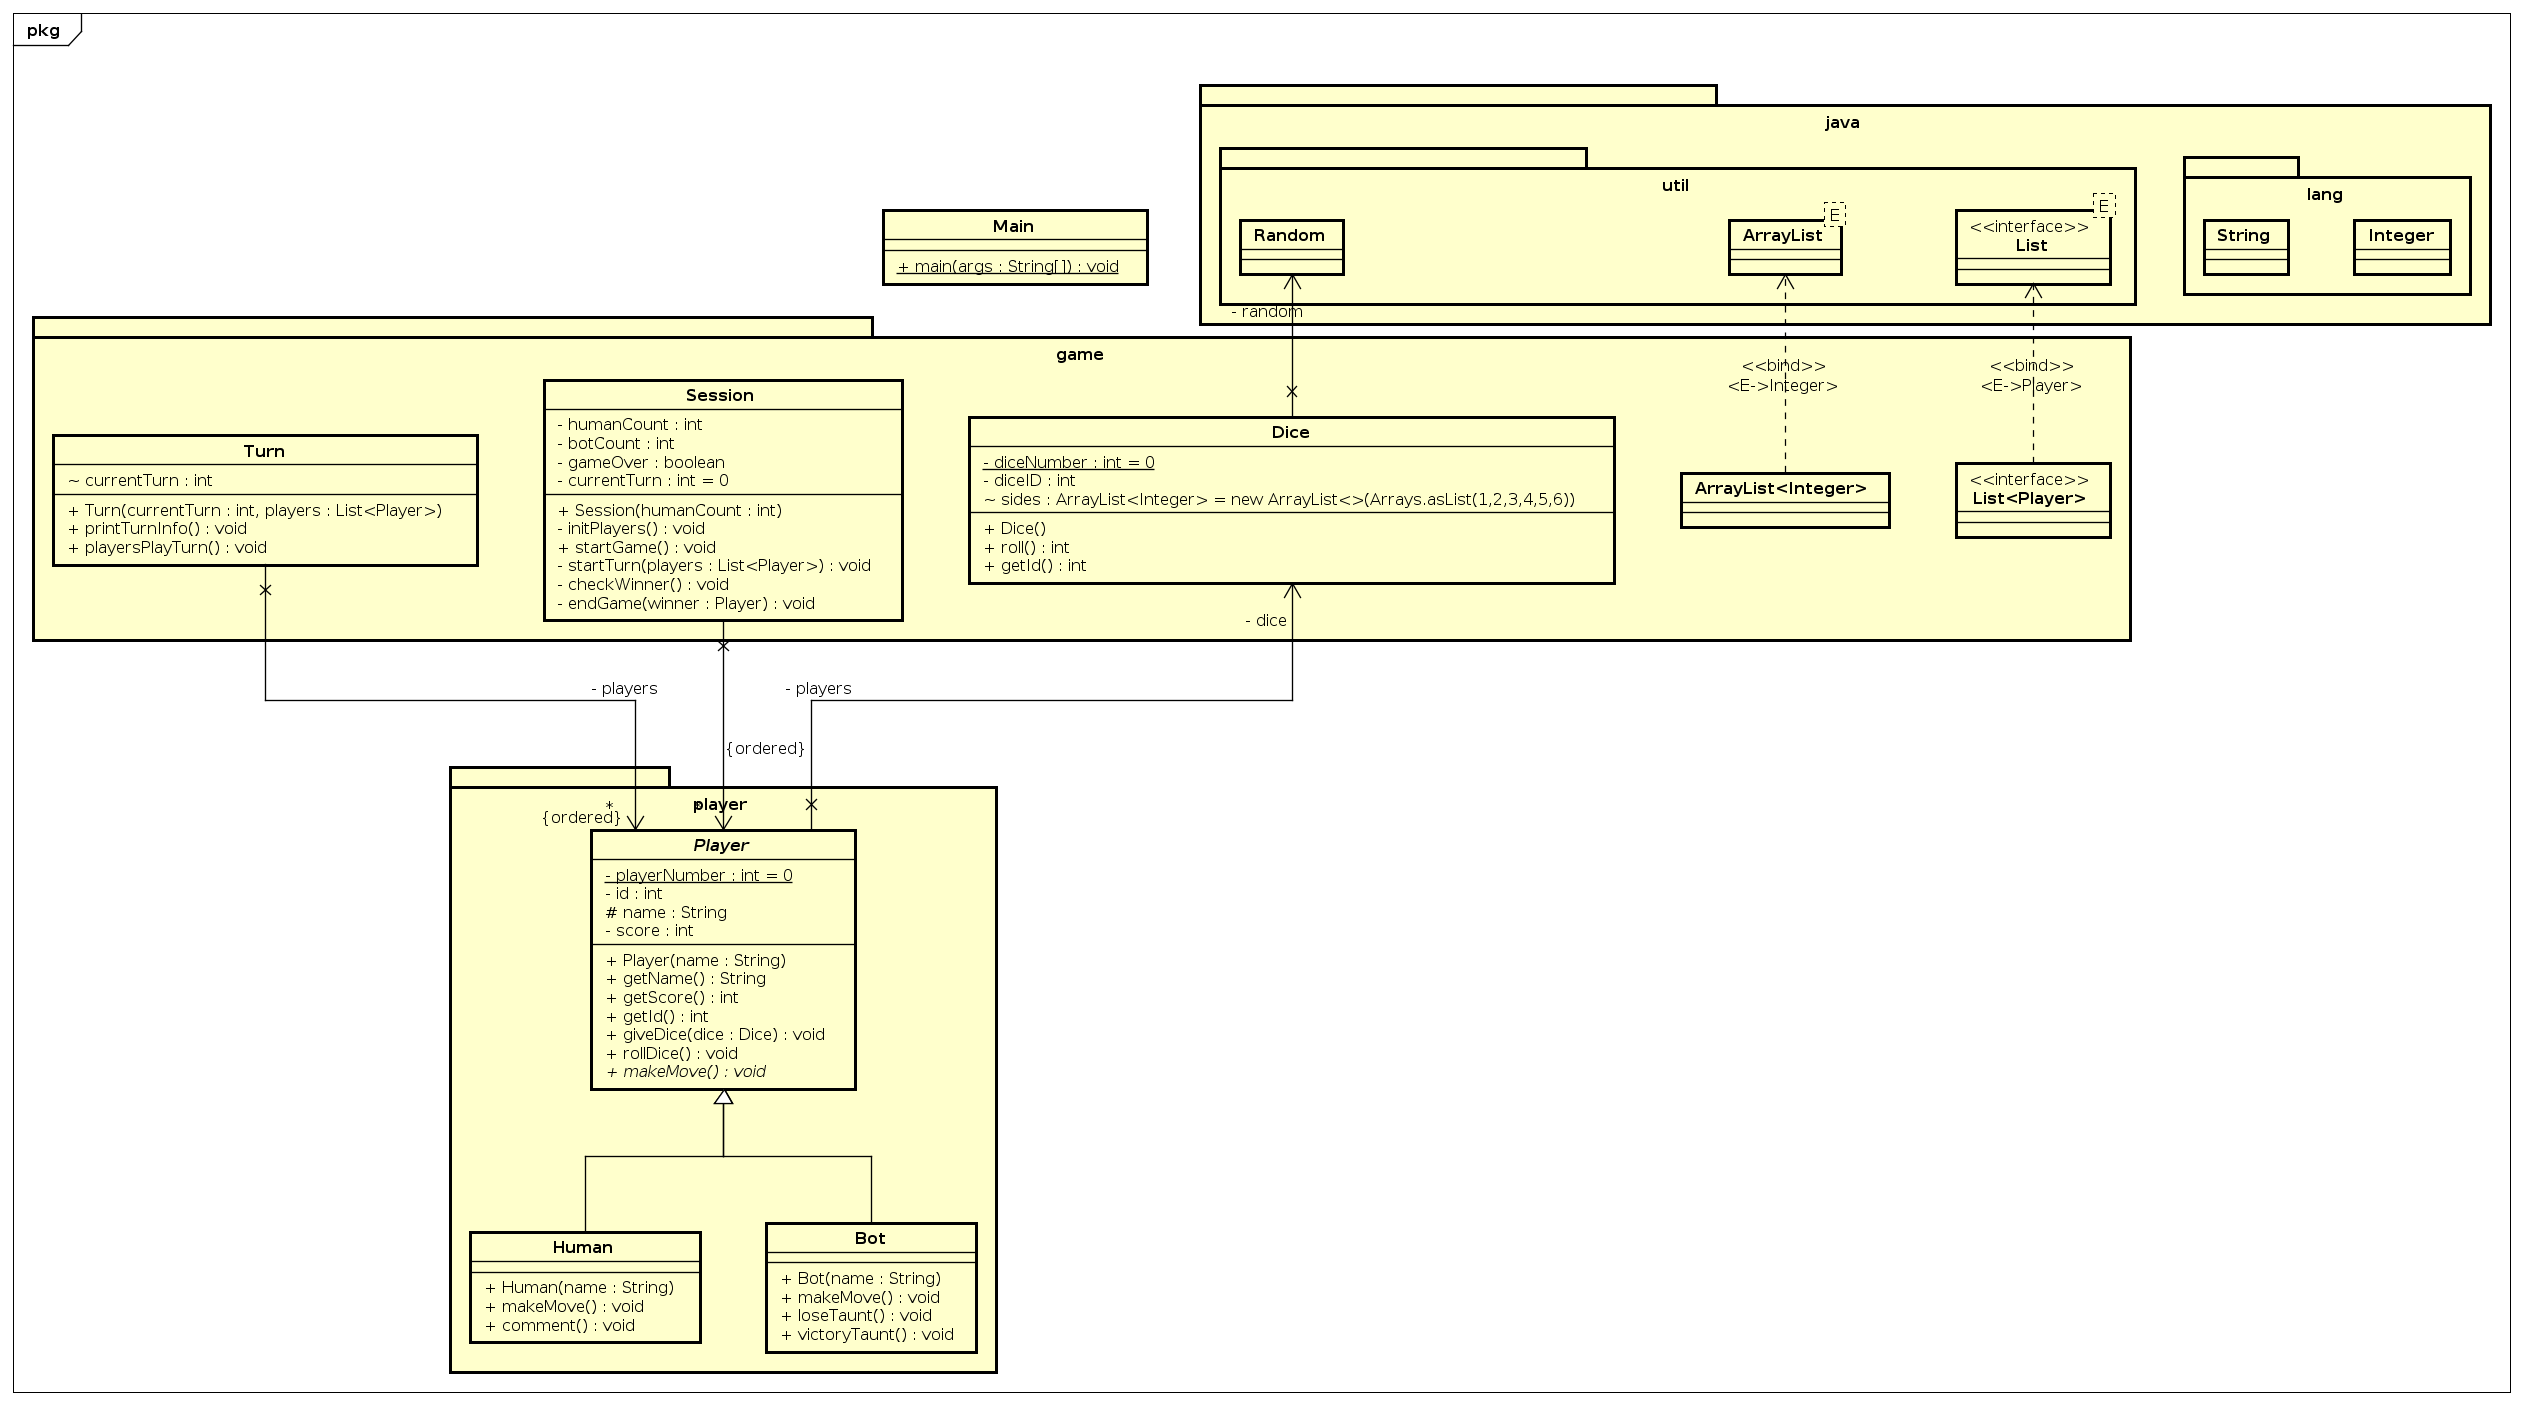 pkg
java
util
lang
Random
ArrayList
E
<<interface>>
List
E
String
Integer
Main
+ main(args : String[]) : void
- random
game
<<bind>>
<E->Integer>
<<bind>>
<E->Player>
Turn
~ currentTurn : int
+ Turn(currentTurn : int, players : List<Player>)
+ printTurnInfo() : void
+ playersPlayTurn() : void
Session
- humanCount : int
- botCount : int
- gameOver : boolean
- currentTurn : int = 0
+ Session(humanCount : int)
- initPlayers() : void
+ startGame() : void
- startTurn(players : List<Player>) : void
- checkWinner() : void
- endGame(winner : Player) : void
Dice
- diceNumber : int = 0
- diceID : int
~ sides : ArrayList<Integer> = new ArrayList<>(Arrays.asList(1,2,3,4,5,6))
+ Dice()
+ roll() : int
+ getId() : int
ArrayList<Integer>
<<interface>>
List<Player>
- dice
- players
- players
{ordered}
player
*
*
{ordered}
Player
- playerNumber : int = 0
- id : int
# name : String
- score : int
+ Player(name : String)
+ getName() : String
+ getScore() : int
+ getId() : int
+ giveDice(dice : Dice) : void
+ rollDice() : void
+ makeMove() : void
Human
+ Human(name : String)
+ makeMove() : void
+ comment() : void
Bot
+ Bot(name : String)
+ makeMove() : void
+ loseTaunt() : void
+ victoryTaunt() : void